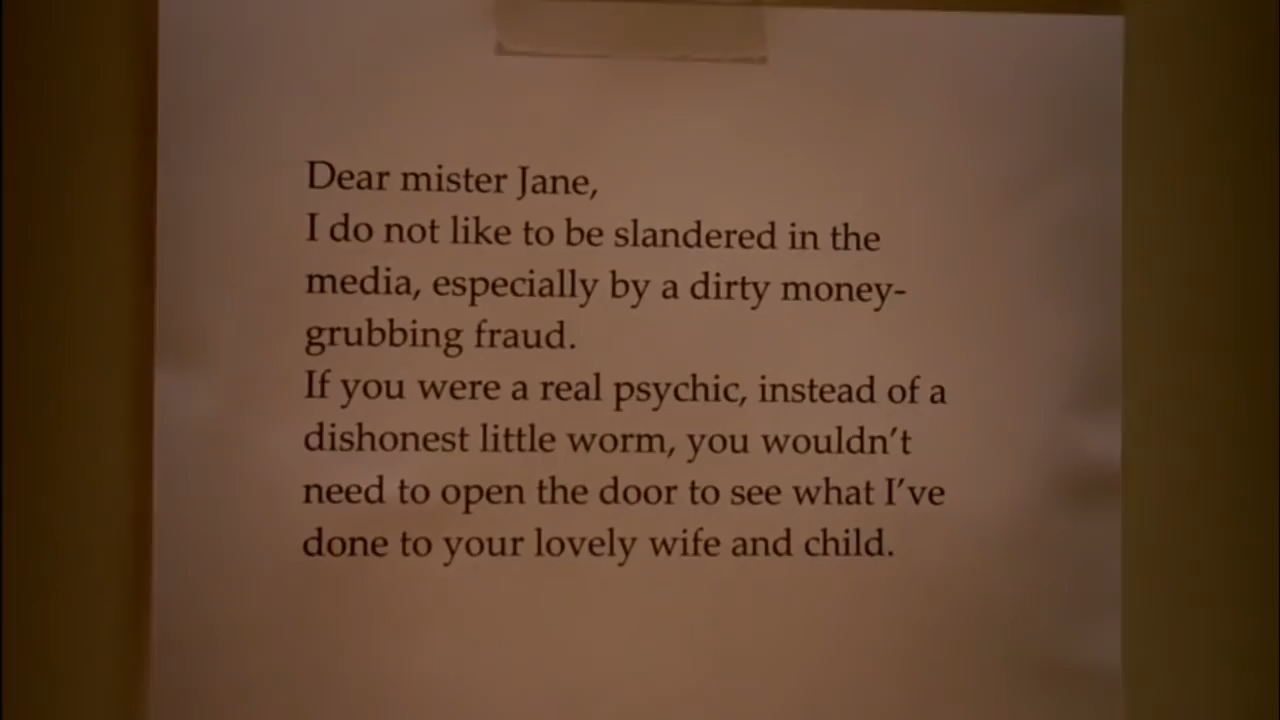 Dear mister Jane,
I do not like to be slandered in the
media, especially by a dirty money-
grubbing fraud.
If you were a real psychic, instead of a
dishonest little worm, you wouldn't
need to open the door to see what I've
done to your lovely wife and child.